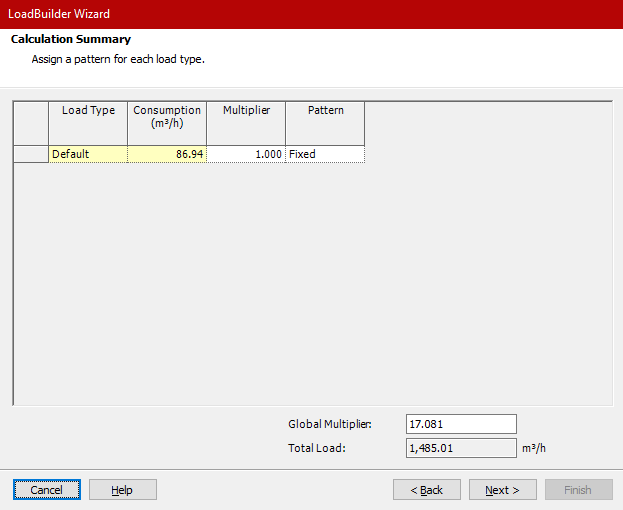 LoadBuilder Wizard
Calculation Summary
Assign a pattern for each load type.
Load Type Consumption (m³/h) Multiplier Pattern
Default 86.94 1.000 Fixed
Global Multiplier: 17.081
Total Load: 1,485.01 m³/h
Cancel Help < Back Next > Finish